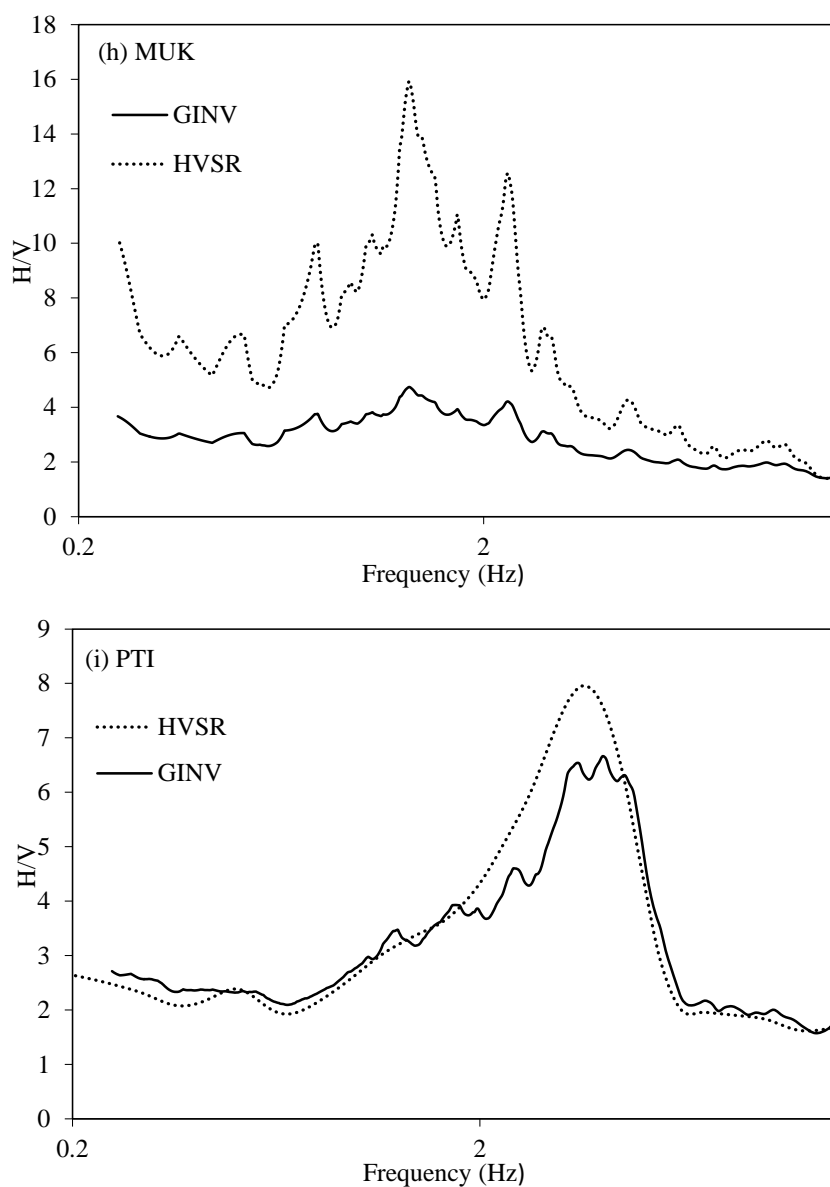 18
(h) MUK
16
14
GINV
HVSR
12
10
H/V
8
6
4
2
0
0.2
2
Frequency (Hz)
9
(i) PTI
8
HVSR
7
GINV
6
5
H/V
4
3
2
1
0
0.2
2
Frequency (Hz)